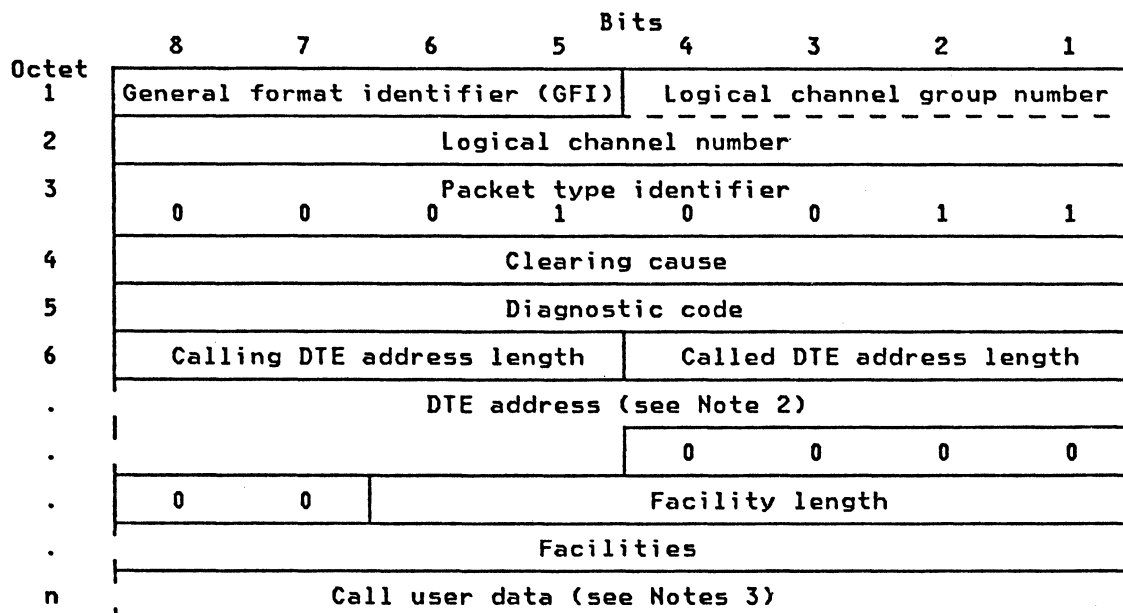 Bits
8 7 6 5 4 3 2 1
Octet
1 General format identifier (GFI) Logical channel group number
2 Logical channel number
3 Packet type identifier
0 0 0 1 0 0 1 1
4 Clearing cause
5 Diagnostic code
6 Calling DTE address length Called DTE address length
. DTE address (see Note 2)
. 0 0 0 0
. 0 0 Facility length
. Facilities
n Call user data (see Notes 3)